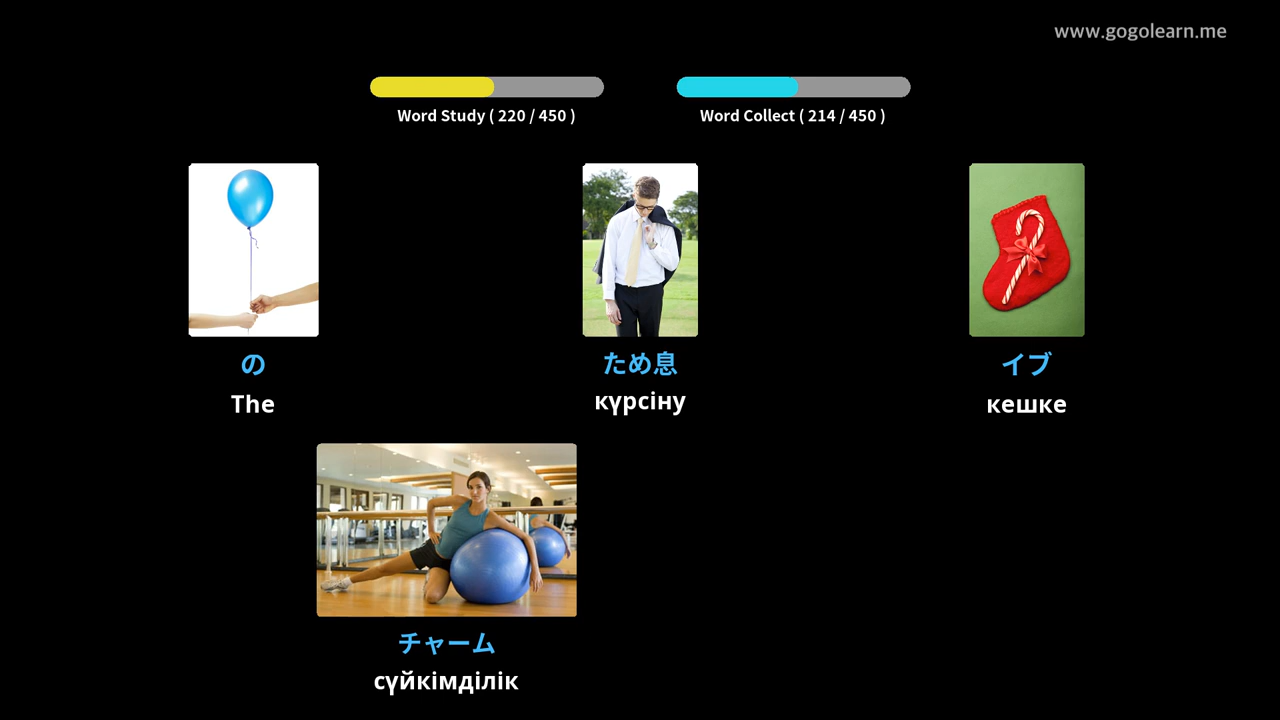 www.gogolearn.me
Word Study ( 220 / 450 )
Word Collect ( 214 / 450 )
の
The
ため息
күрсіну
イブ
кешке
チャーム
сүйкімділік